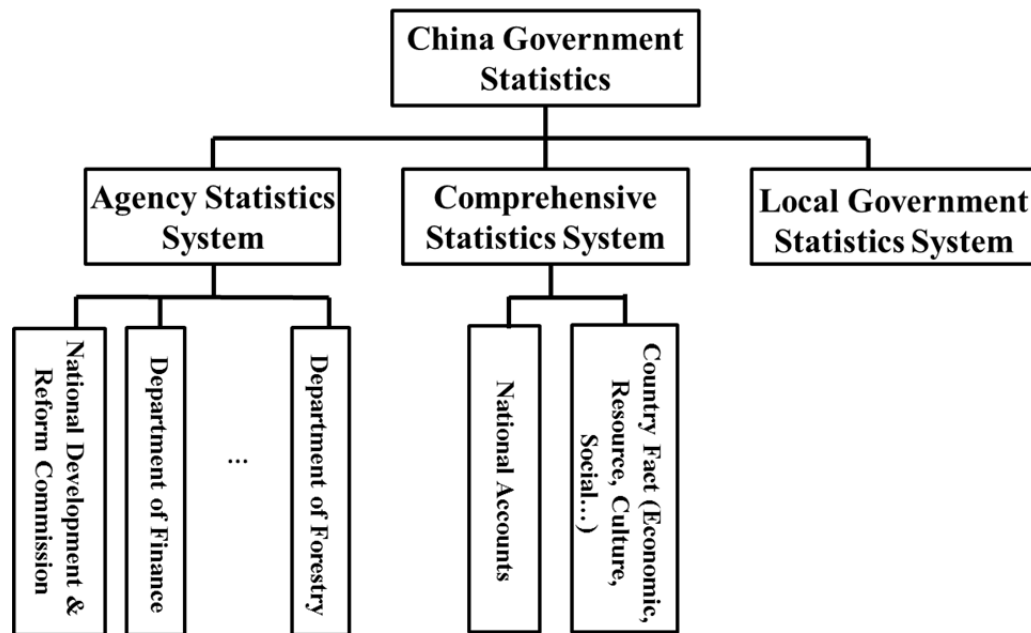 China Government
Statistics
Agency Statistics
System
Comprehensive
Statistics System
Local Government
Statistics System
National Development &
Reform Commission
Department of Finance
...
Department of Forestry
National Accounts
Country Fact (Economic,
Resource, Culture,
Social...)